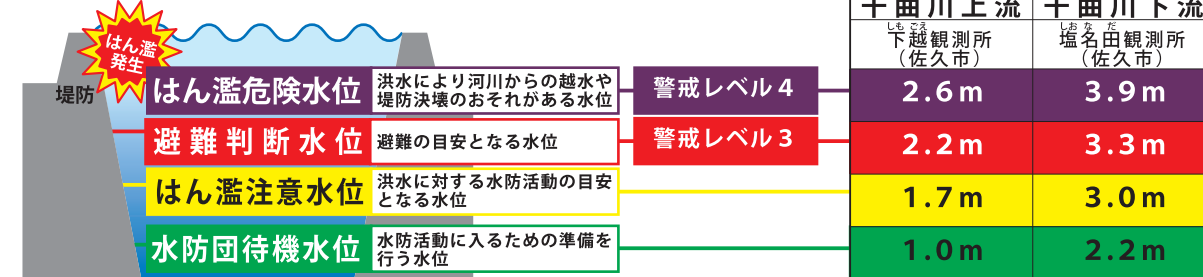 千曲川上流 千曲川下流
しもごえ しおなだ
下越観測所 塩名田観測所
（佐久市） （佐久市）
はん濫
発生
堤防
はん濫危険水位 洪水により河川からの越水や
堤防決壊のおそれがある水位
警戒レベル4 2.6m 3.9m
避難判断水位 避難の目安となる水位 警戒レベル3 2.2m 3.3m
はん濫注意水位 洪水に対する水防活動の目安
となる水位
1.7m 3.0m
水防団待機水位 水防活動に入るための準備を
行う水位
1.0m 2.2m